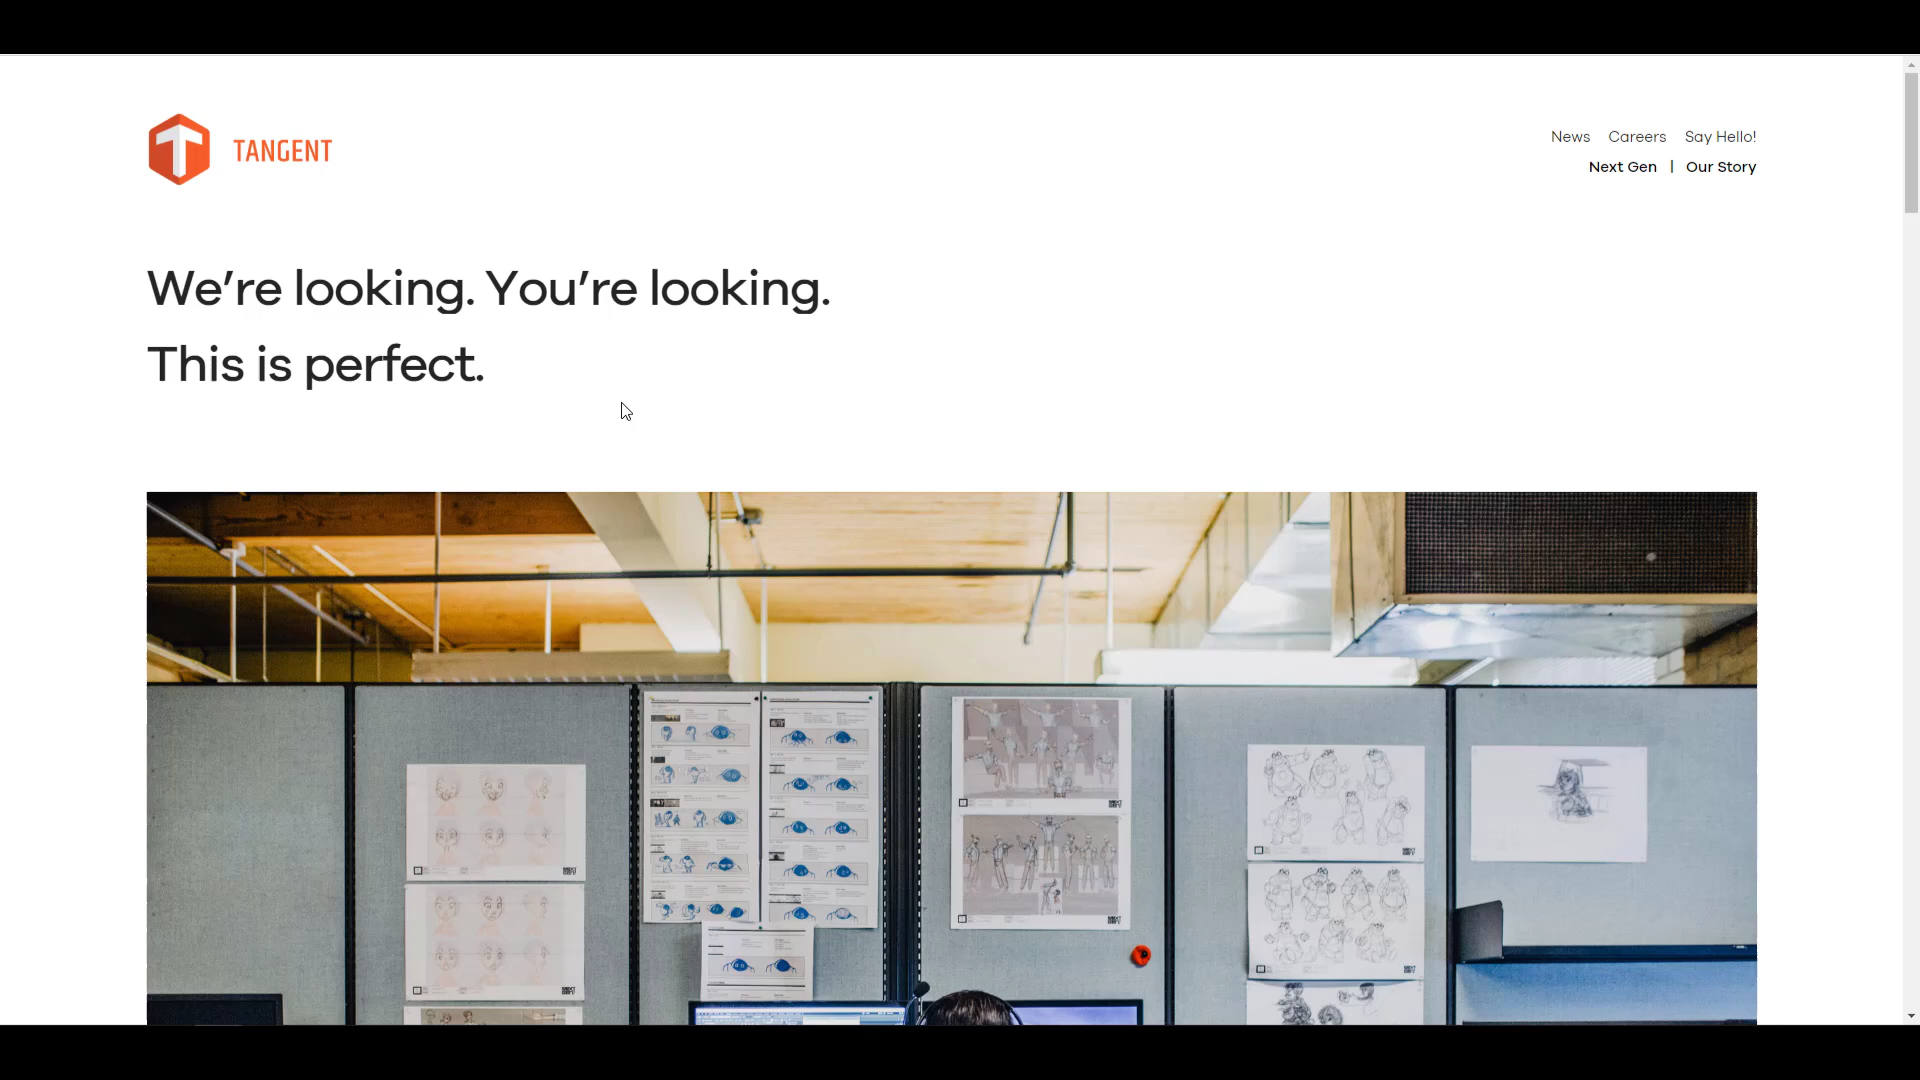 TANGENT
News Careers Say Hello!
Next Gen | Our Story
We're looking. You're looking.
This is perfect.